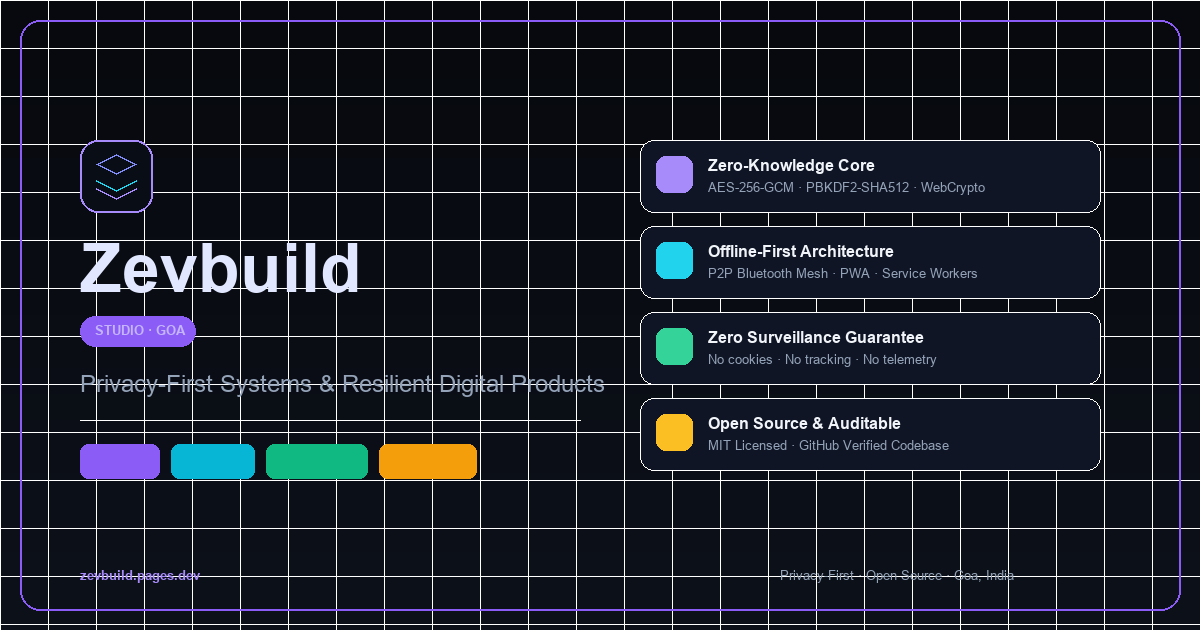 Zevbuild
STUDIO · GOA
Privacy-First Systems & Resilient Digital Products
Zero-Knowledge Core
AES-256-GCM · PBKDF2-SHA512 · WebCrypto
Offline-First Architecture
P2P Bluetooth Mesh · PWA · Service Workers
Zero Surveillance Guarantee
No cookies · No tracking · No telemetry
Open Source & Auditable
MIT Licensed · GitHub Verified Codebase
zevbuild.pages.dev
Privacy First · Open Source · Goa, India